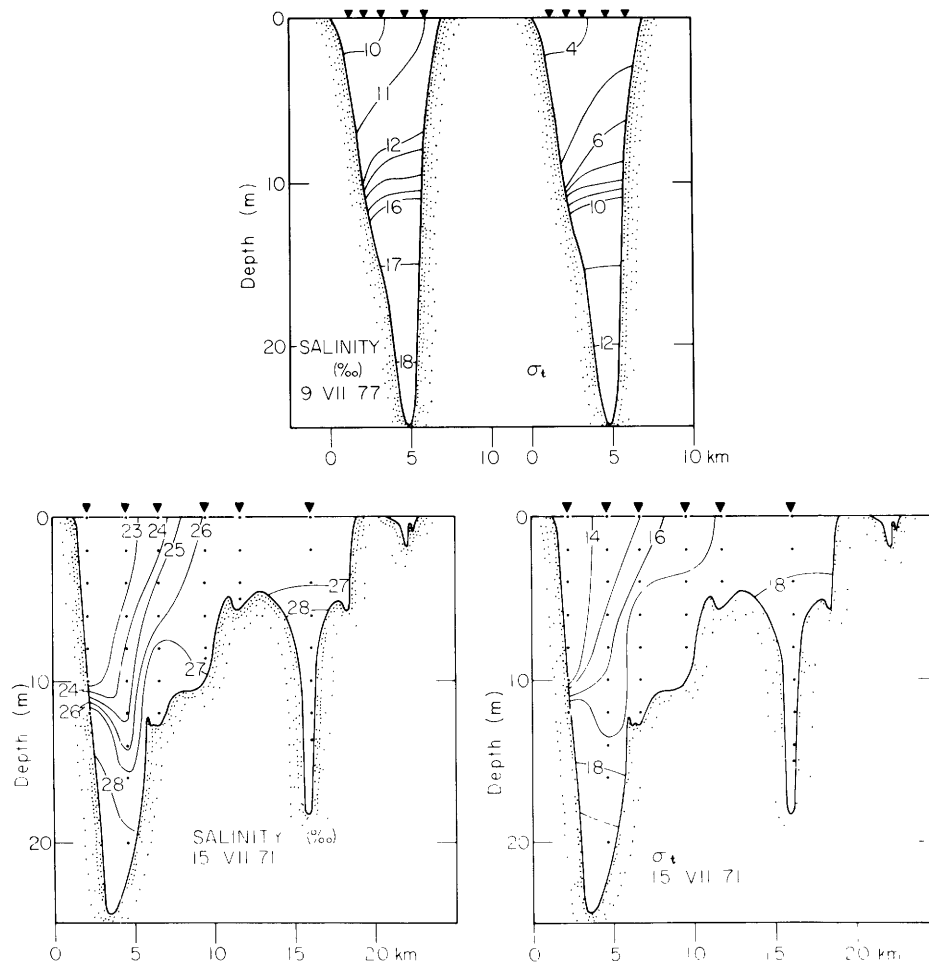 0
10
20
Depth (m)
10
11
12
16
17
18
SALINITY
(‰)
9 VII 77
4
6
10
12
σt
0 5 10 0 5 10 km
0
10
20
Depth (m)
23 24 25 26
24
26
27
28
27
28
SALINITY (‰)
15 VII 71
0 5 10 15 20 km
0
10
20
Depth (m)
14 16
18
18
σt
15 VII 71
0 5 10 15 20 km